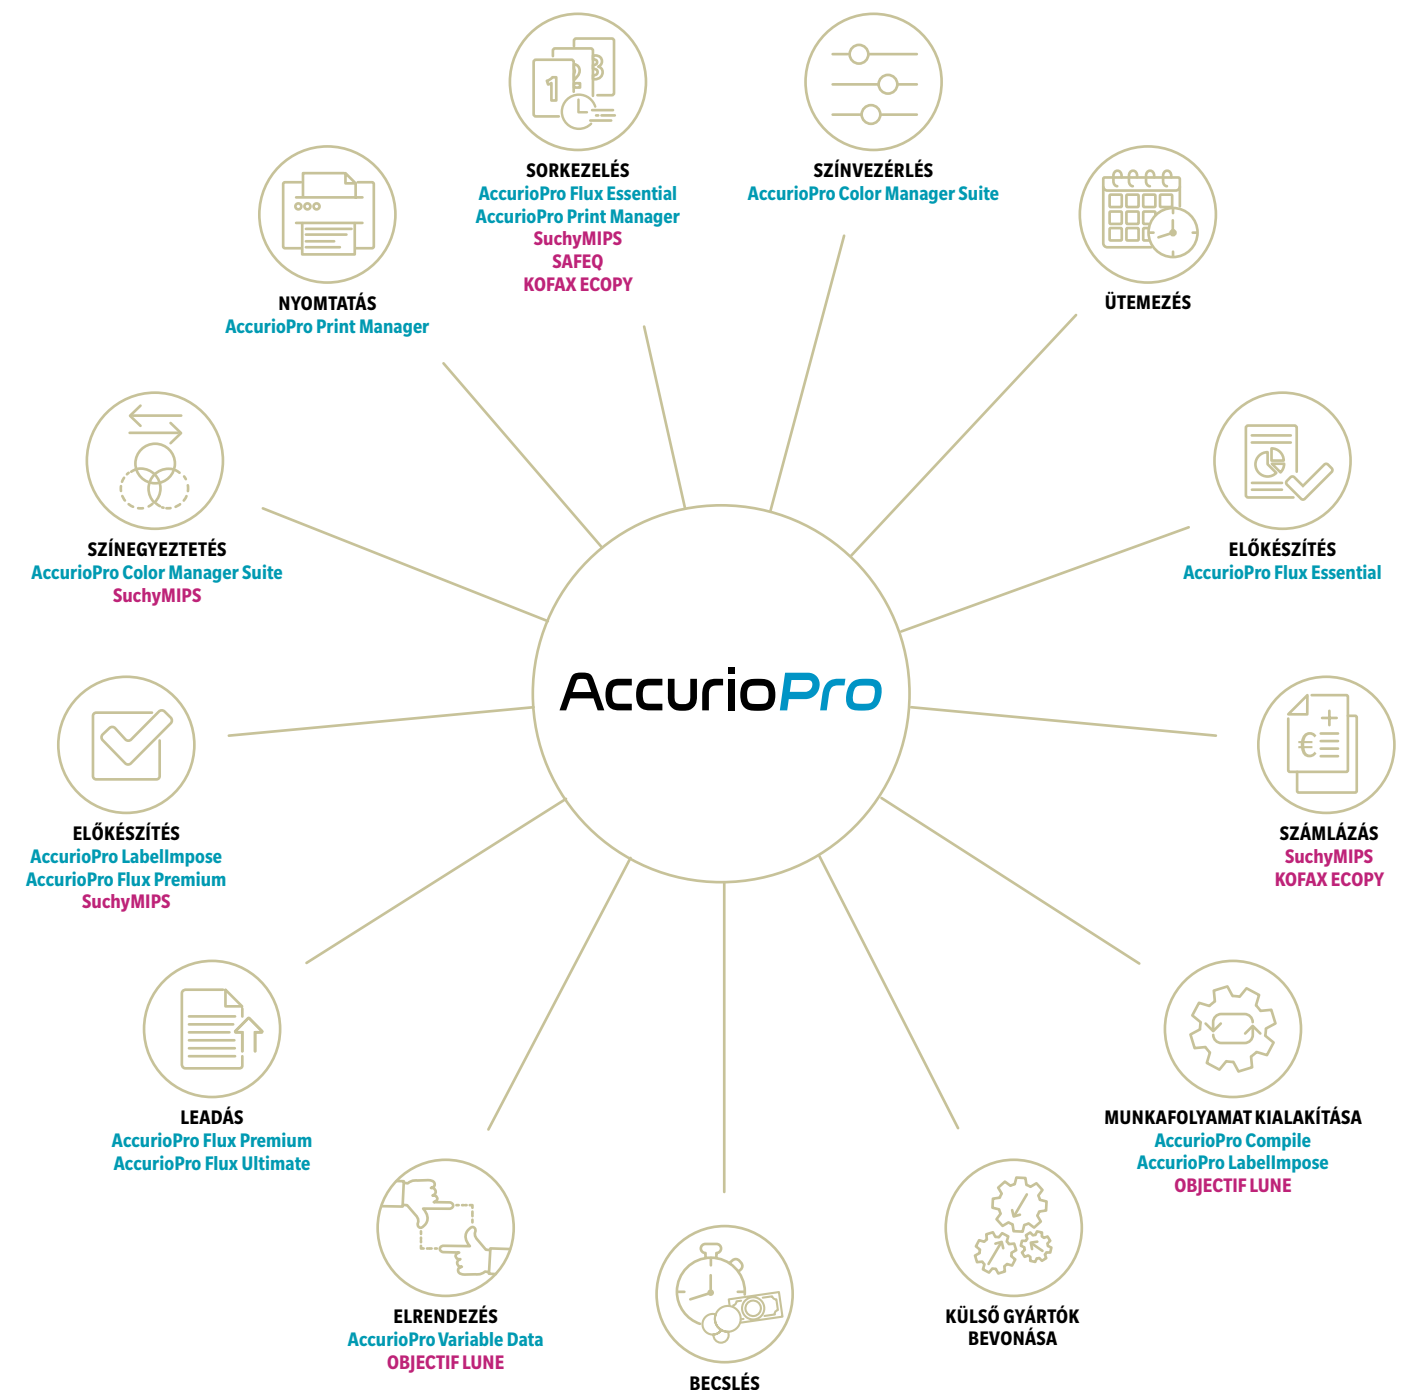 SORKEZELÉS
AccurioPro Flux Essential
AccurioPro Print Manager
SuchyMIPS
SAFEQ
KOFAX ECOPY
SZÍNVEZÉRLÉS
AccurioPro Color Manager Suite
ÜTEMEZÉS
NYOMTATÁS
AccurioPro Print Manager
SZÍNEGYEZTETÉS
AccurioPro Color Manager Suite
SuchyMIPS
ELŐKÉSZÍTÉS
AccurioPro Flux Essential
AccurioPro
ELŐKÉSZÍTÉS
AccurioPro LabelImpose
AccurioPro Flux Premium
SuchyMIPS
SZÁMLÁZÁS
SuchyMIPS
KOFAX ECOPY
LEADÁS
AccurioPro Flux Premium
AccurioPro Flux Ultimate
MUNKAFOLYAMAT KIALAKÍTÁSA
AccurioPro Compile
AccurioPro LabelImpose
OBJECTIF LUNE
ELRENDEZÉS
AccurioPro Variable Data
OBJECTIF LUNE
KÜLSŐ GYÁRTÓK
BEVONÁSA
BECSLÉS